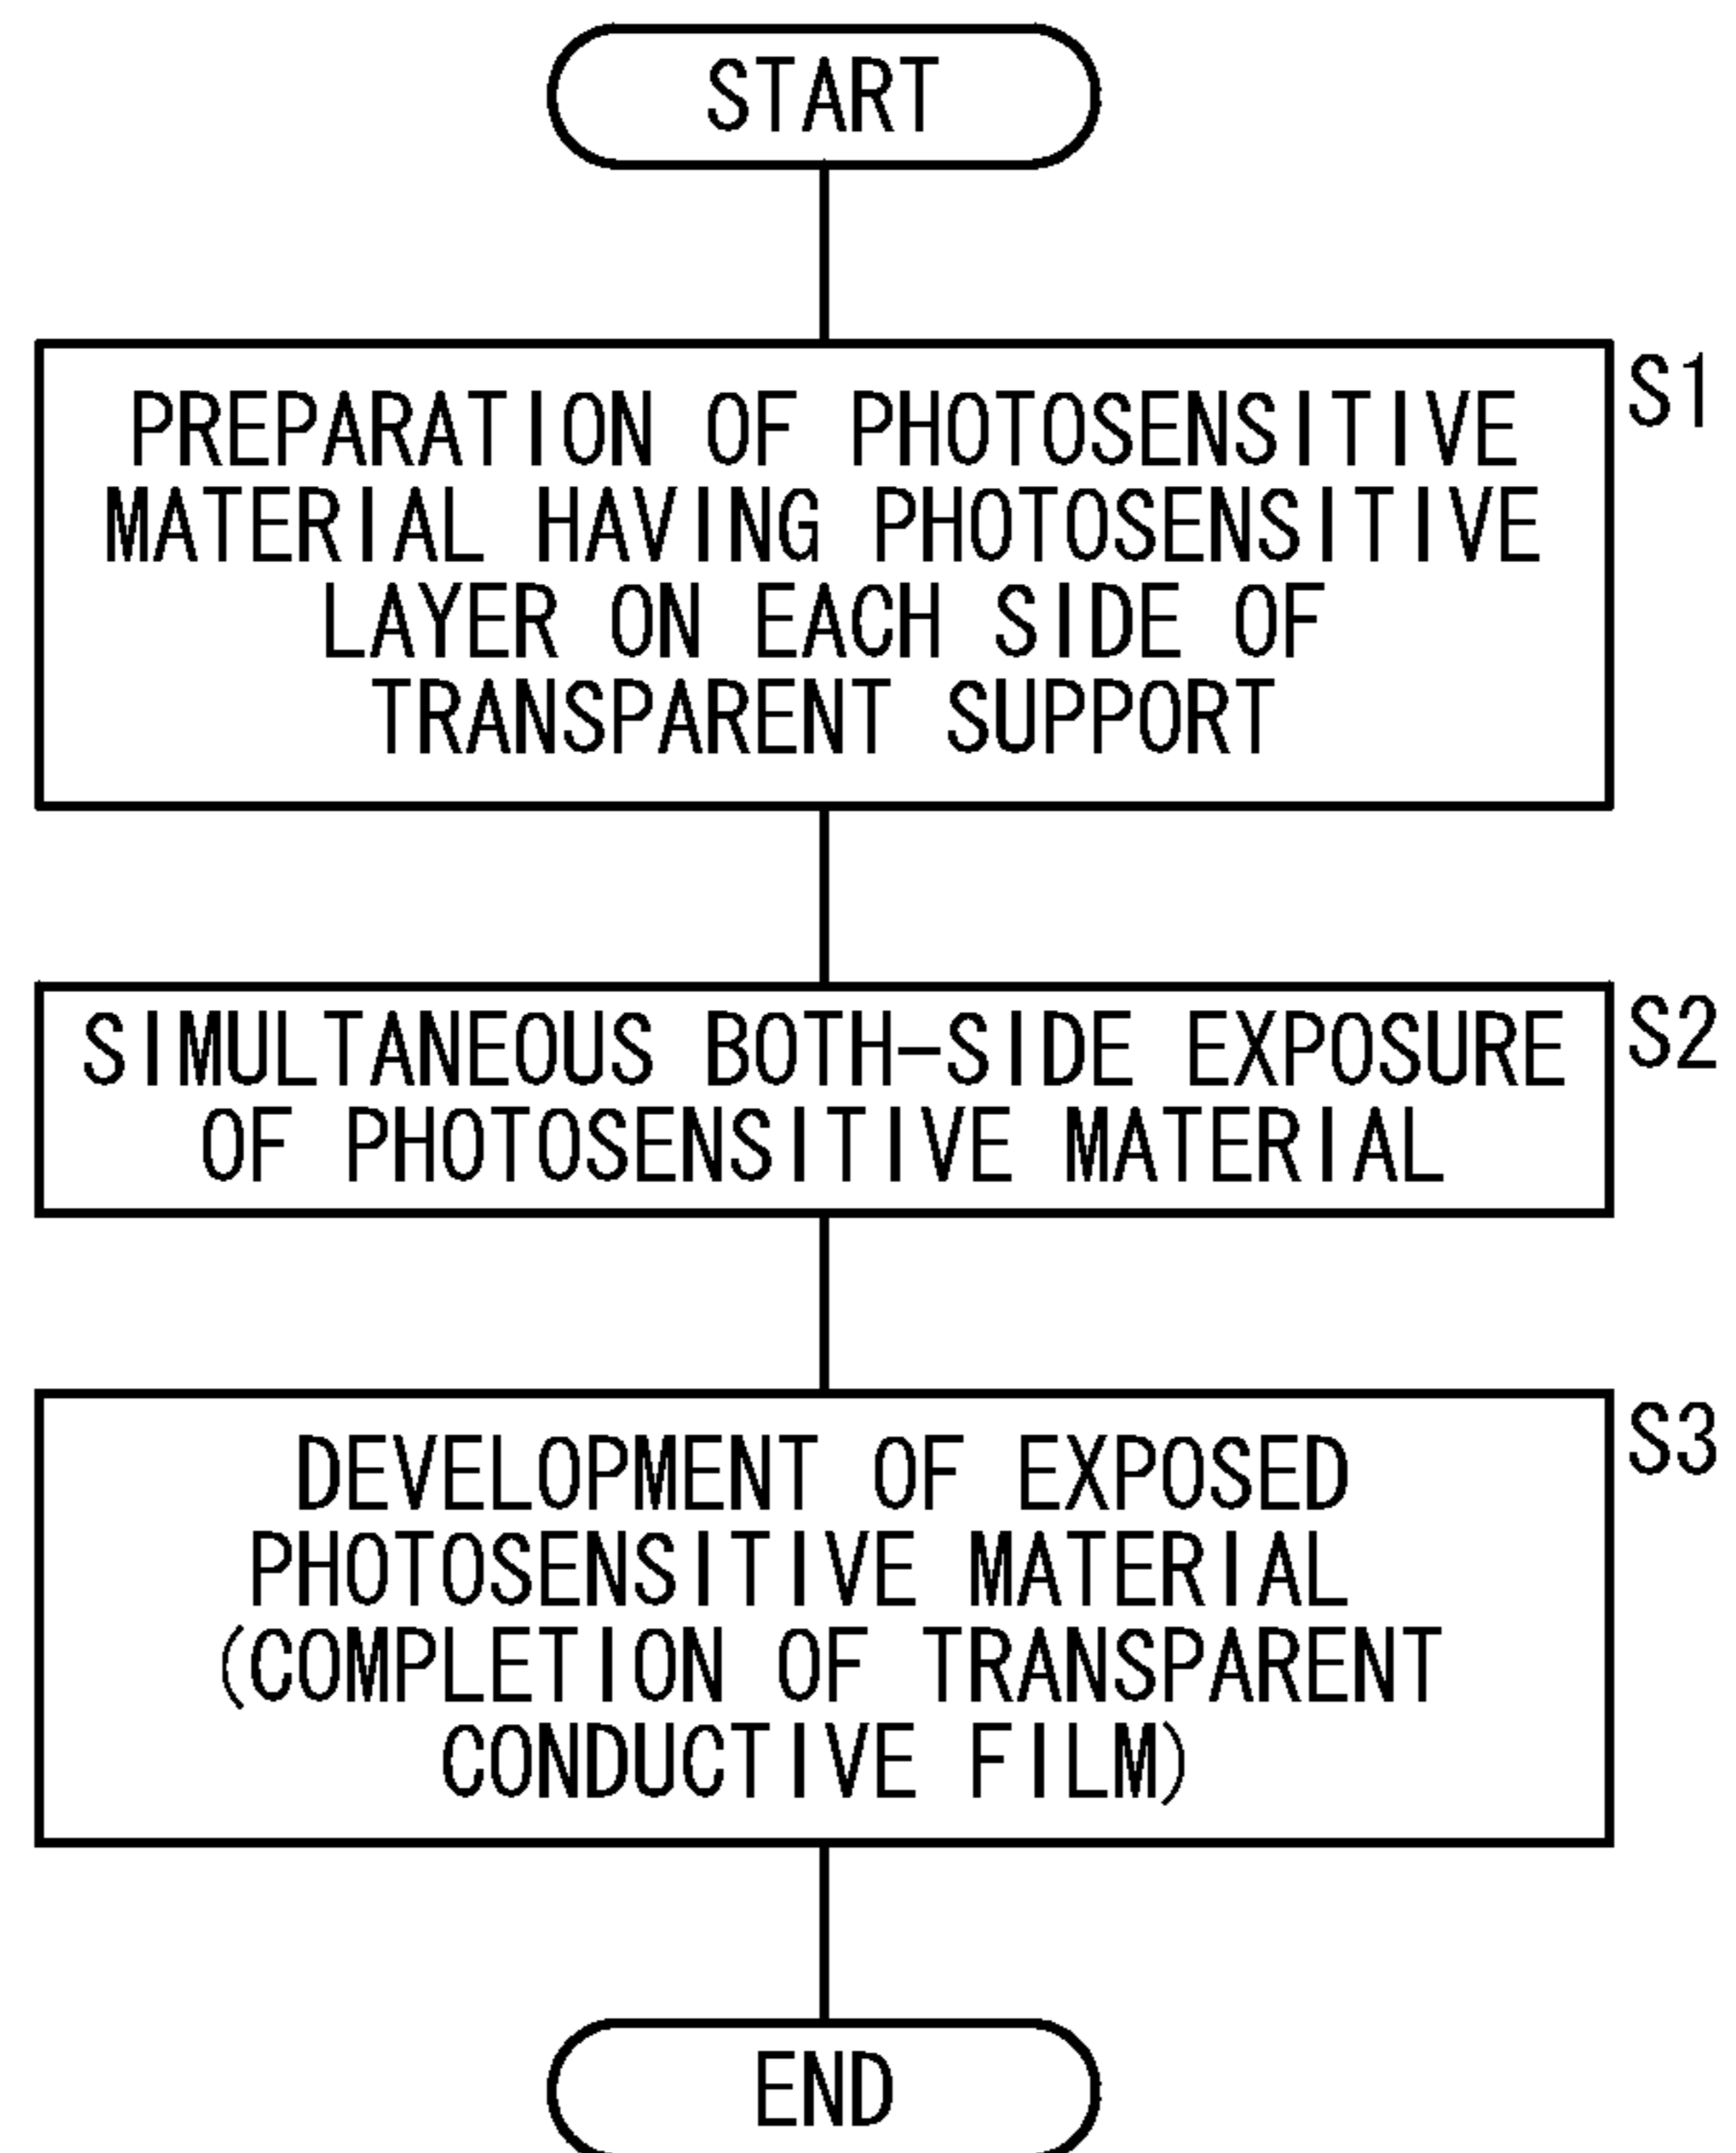 START
S1
PREPARATION OF PHOTOSENSITIVE
MATERIAL HAVING PHOTOSENSITIVE
LAYER ON EACH SIDE OF
TRANSPARENT SUPPORT
S2
SIMULTANEOUS BOTH-SIDE EXPOSURE
OF PHOTOSENSITIVE MATERIAL
S3
DEVELOPMENT OF EXPOSED
PHOTOSENSITIVE MATERIAL
(COMPLETION OF TRANSPARENT
CONDUCTIVE FILM)
END